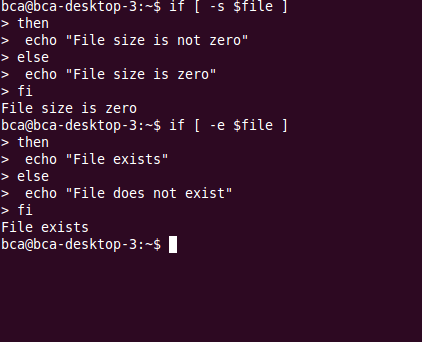 bca@bca-desktop-3:~$ if [ -s $file ]
> then
>  echo "File size is not zero"
> else
>  echo "File size is zero"
> fi
File size is zero
bca@bca-desktop-3:~$ if [ -e $file ]
> then
>  echo "File exists"
> else
>  echo "File does not exist"
> fi
File exists
bca@bca-desktop-3:~$